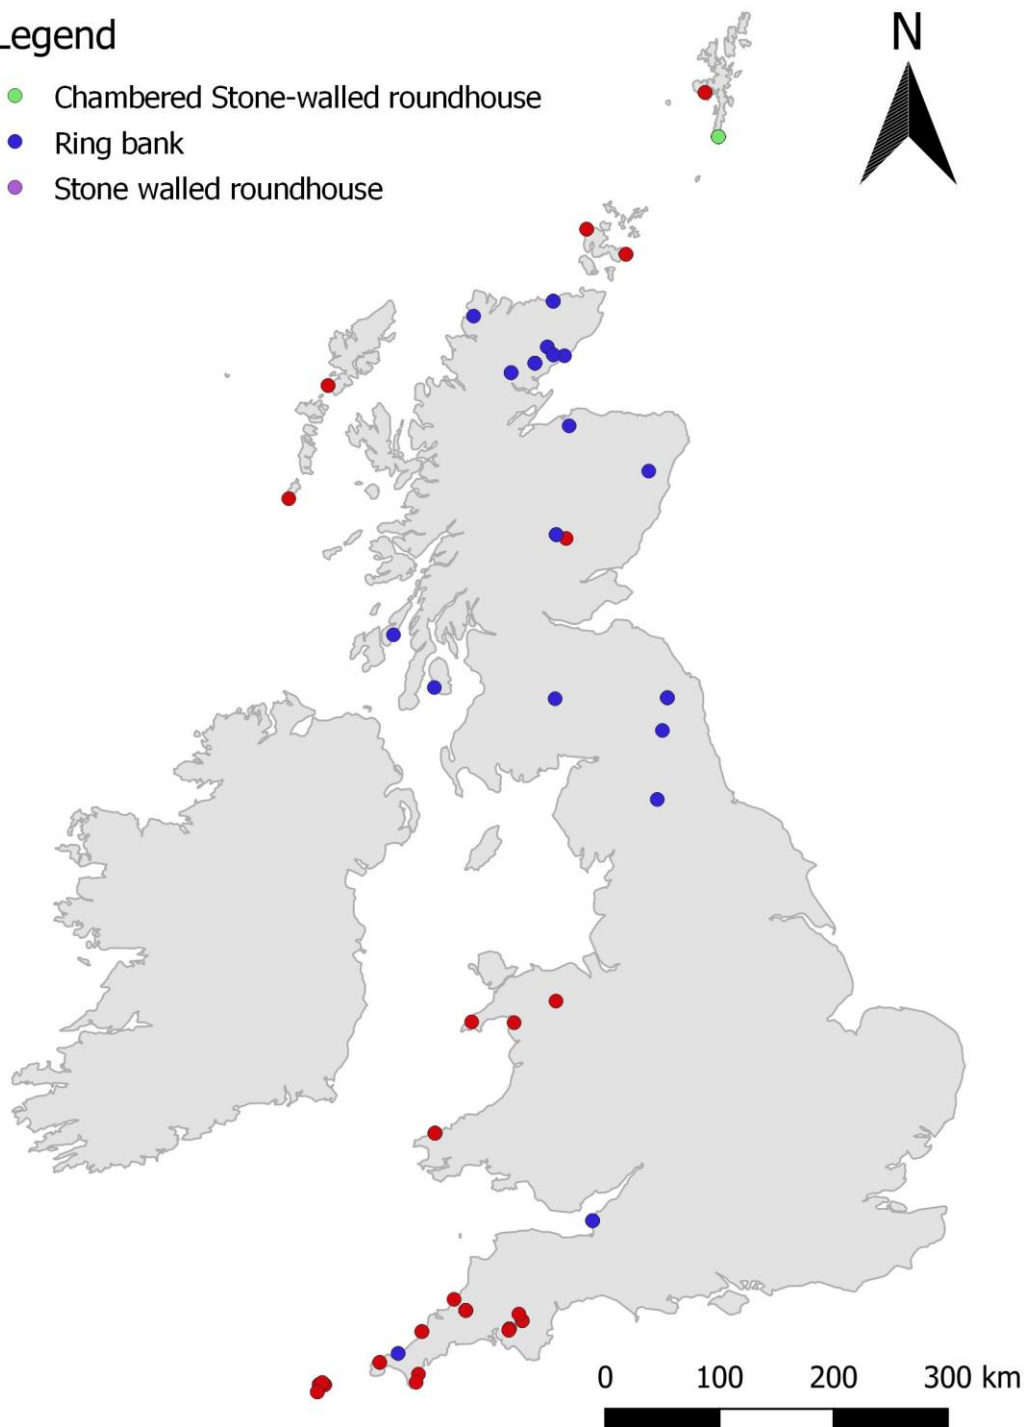 Legend
N
Chambered Stone-walled roundhouse
Ring bank
Stone walled roundhouse
0 100 200 300 km